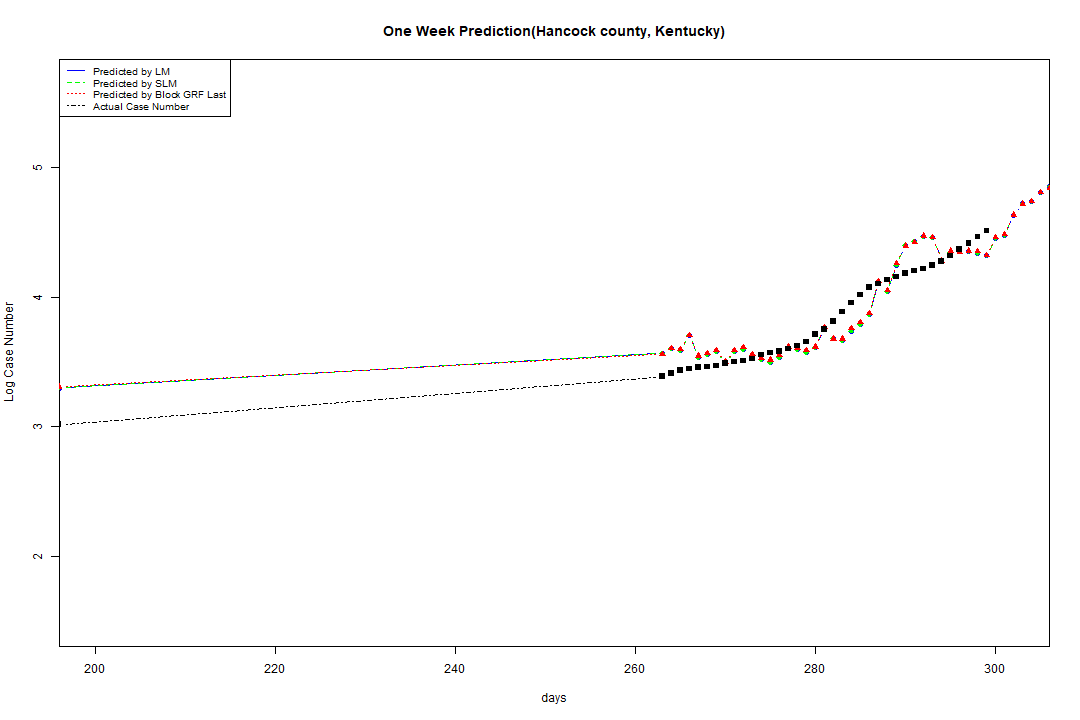 One Week Prediction(Hancock county, Kentucky)
Predicted by LM
Predicted by SLM
Predicted by Block GRF Last
Actual Case Number
5
4
3
2
Log Case Number
200 220 240 260 280 300
days